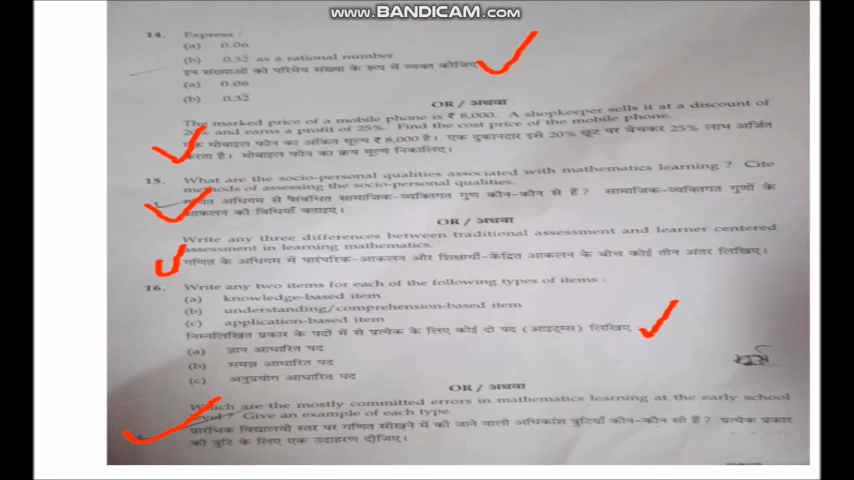 www.BANDICAM.com
14. Express :
(a) 0.06
(b) 0.32 as a rational number
इन संख्याओं को परिमेय संख्या के रूप में व्यक्त कीजिए
(a) 0.06
(b) 0.32
OR / अथवा
The marked price of a mobile phone is ₹ 8,000. A shopkeeper sells it at a discount of
20% and earns a profit of 25%. Find the cost price of the mobile phone.
मोबाइल फोन का अंकित मूल्य ₹ 8,000 है। एक दुकानदार इसे 20% छूट पर बेचकर 25% लाभ अर्जित
करता है। मोबाइल फोन का क्रय मूल्य निकालिए।
15. What are the socio-personal qualities associated with mathematics learning ? Cite
methods of assessing the socio-personal qualities.
गणित अधिगम से संबंधित सामाजिक-व्यक्तिगत गुण कौन-कौन से हैं ? सामाजिक-व्यक्तिगत गुणों के
आकलन की विधियाँ बताइए।
OR / अथवा
Write any three differences between traditional assessment and learner centered
assessment in learning mathematics.
गणित के अधिगम में पारंपरिक-आकलन और शिक्षार्थी-केंद्रित आकलन के बीच कोई तीन अंतर लिखिए।
16. Write any two items for each of the following types of items :
(a) knowledge-based item
(b) understanding/comprehension-based item
(c) application-based item
निम्नलिखित प्रकार के पदों में से प्रत्येक के लिए कोई दो पद (आइटम्स) लिखिए
(a) ज्ञान आधारित पद
(b) समझ आधारित पद
(c) अनुप्रयोग आधारित पद
OR / अथवा
Which are the mostly committed errors in mathematics learning at the early school
level ? Give an example of each type.
प्रारंभिक विद्यालयी स्तर पर गणित सीखने में की जाने वाली अधिकांश त्रुटियाँ कौन-कौन सी हैं ? प्रत्येक प्रकार
की त्रुटि के लिए एक उदाहरण दीजिए।